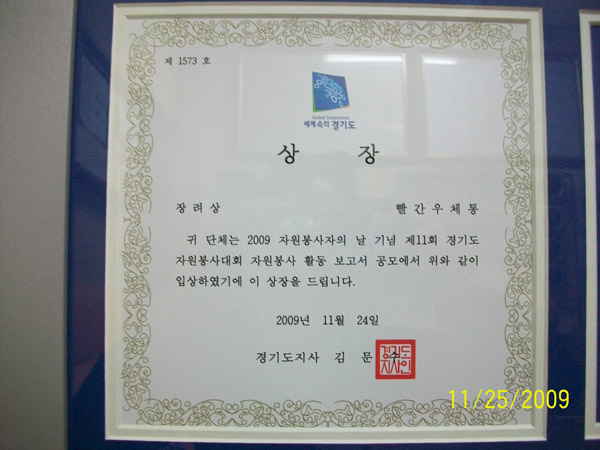 제 1573 호
Global Inspiration
세계 속의 경기도
상 장
장려상 빨간우체통
귀 단체는 2009 자원봉사자의 날 기념 제11회 경기도
자원봉사대회 자원봉사 활동 보고서 공모에서 위와 같이
입상하였기에 이 상장을 드립니다.
2009년 11월 24일
경기도지사 김 문 수
경기도
지사인
11/25/2009